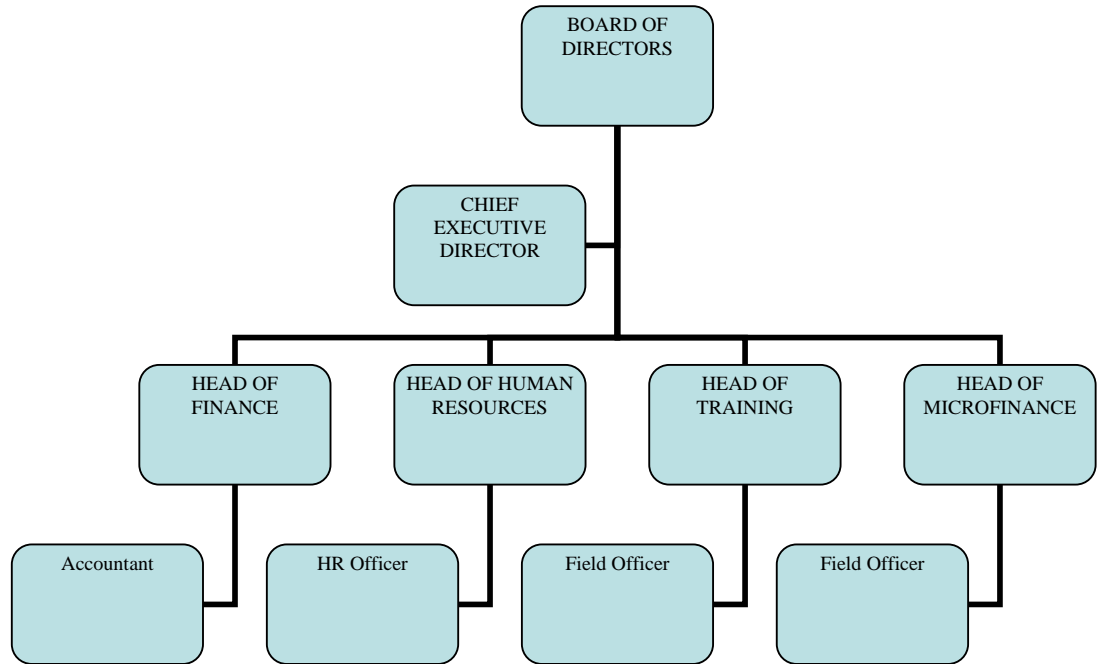 BOARD OF
DIRECTORS
CHIEF
EXECUTIVE
DIRECTOR
HEAD OF
FINANCE
HEAD OF HUMAN
RESOURCES
HEAD OF
TRAINING
HEAD OF
MICROFINANCE
Accountant
HR Officer
Field Officer
Field Officer